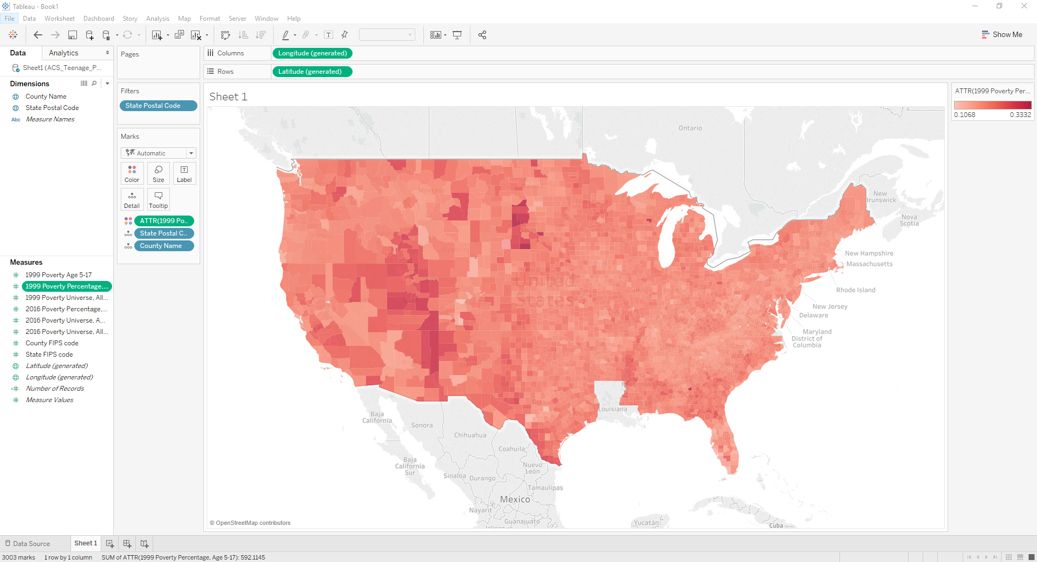 Tableau - Book1
File Data Worksheet Dashboard Story Analysis Map Format Server Window Help
Show Me
Data Analytics
Sheet1 (ACS_Teenage_P...
Dimensions
County Name
State Postal Code
Abc Measure Names
Measures
1999 Poverty Age 5-17
1999 Poverty Percentage,...
1999 Poverty Universe, All...
2016 Poverty Percentage,...
2016 Poverty Universe, A...
2016 Poverty Universe, All...
County FIPS code
State FIPS code
Latitude (generated)
Longitude (generated)
Number of Records
Measure Values
Pages
Filters
State Postal Code
Marks
Automatic
Color Size Label
Detail Tooltip
ATTR(1999 Po..
State Postal C..
County Name
Columns Longitude (generated)
Rows Latitude (generated)
Sheet 1
Ontario
New
Brunswick
Nova
Scotia
New Hampshire
Massachusetts
Rhode Island
New Jersey
Delaware
Maryland
District of
Columbia
United
States
Louisiana
Baja
California
Sonora
Chihuahua
Coahuila
Baja
California
Sur
Sinaloa
Durango
Nuevo
León
Tamaulipas
Mexico
Nayarit
Guanajuato
Yucatán
Cuba
© OpenStreetMap contributors
ATTR(1999 Poverty Per...
0.1068 0.3332
Data Source Sheet 1
3003 marks 1 row by 1 column SUM of ATTR(1999 Poverty Percentage, Age 5-17): 592.1145